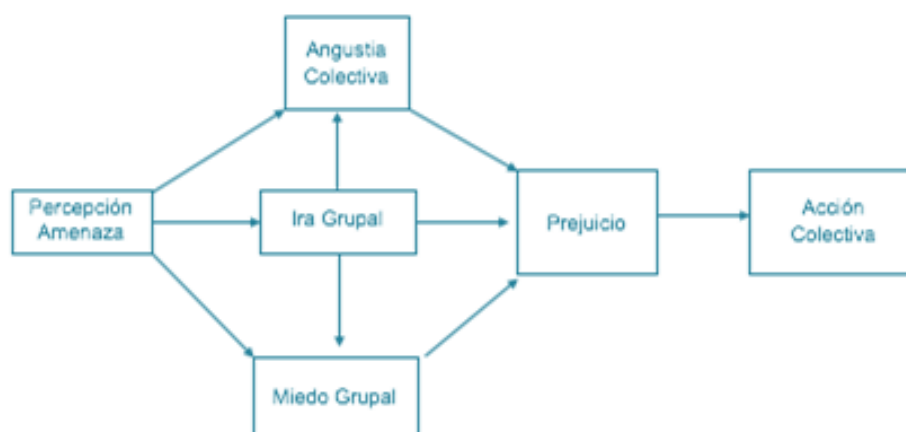 Angustia
Colectiva
Percepción
Amenaza
Ira Grupal
Prejuicio
Acción
Colectiva
Miedo Grupal